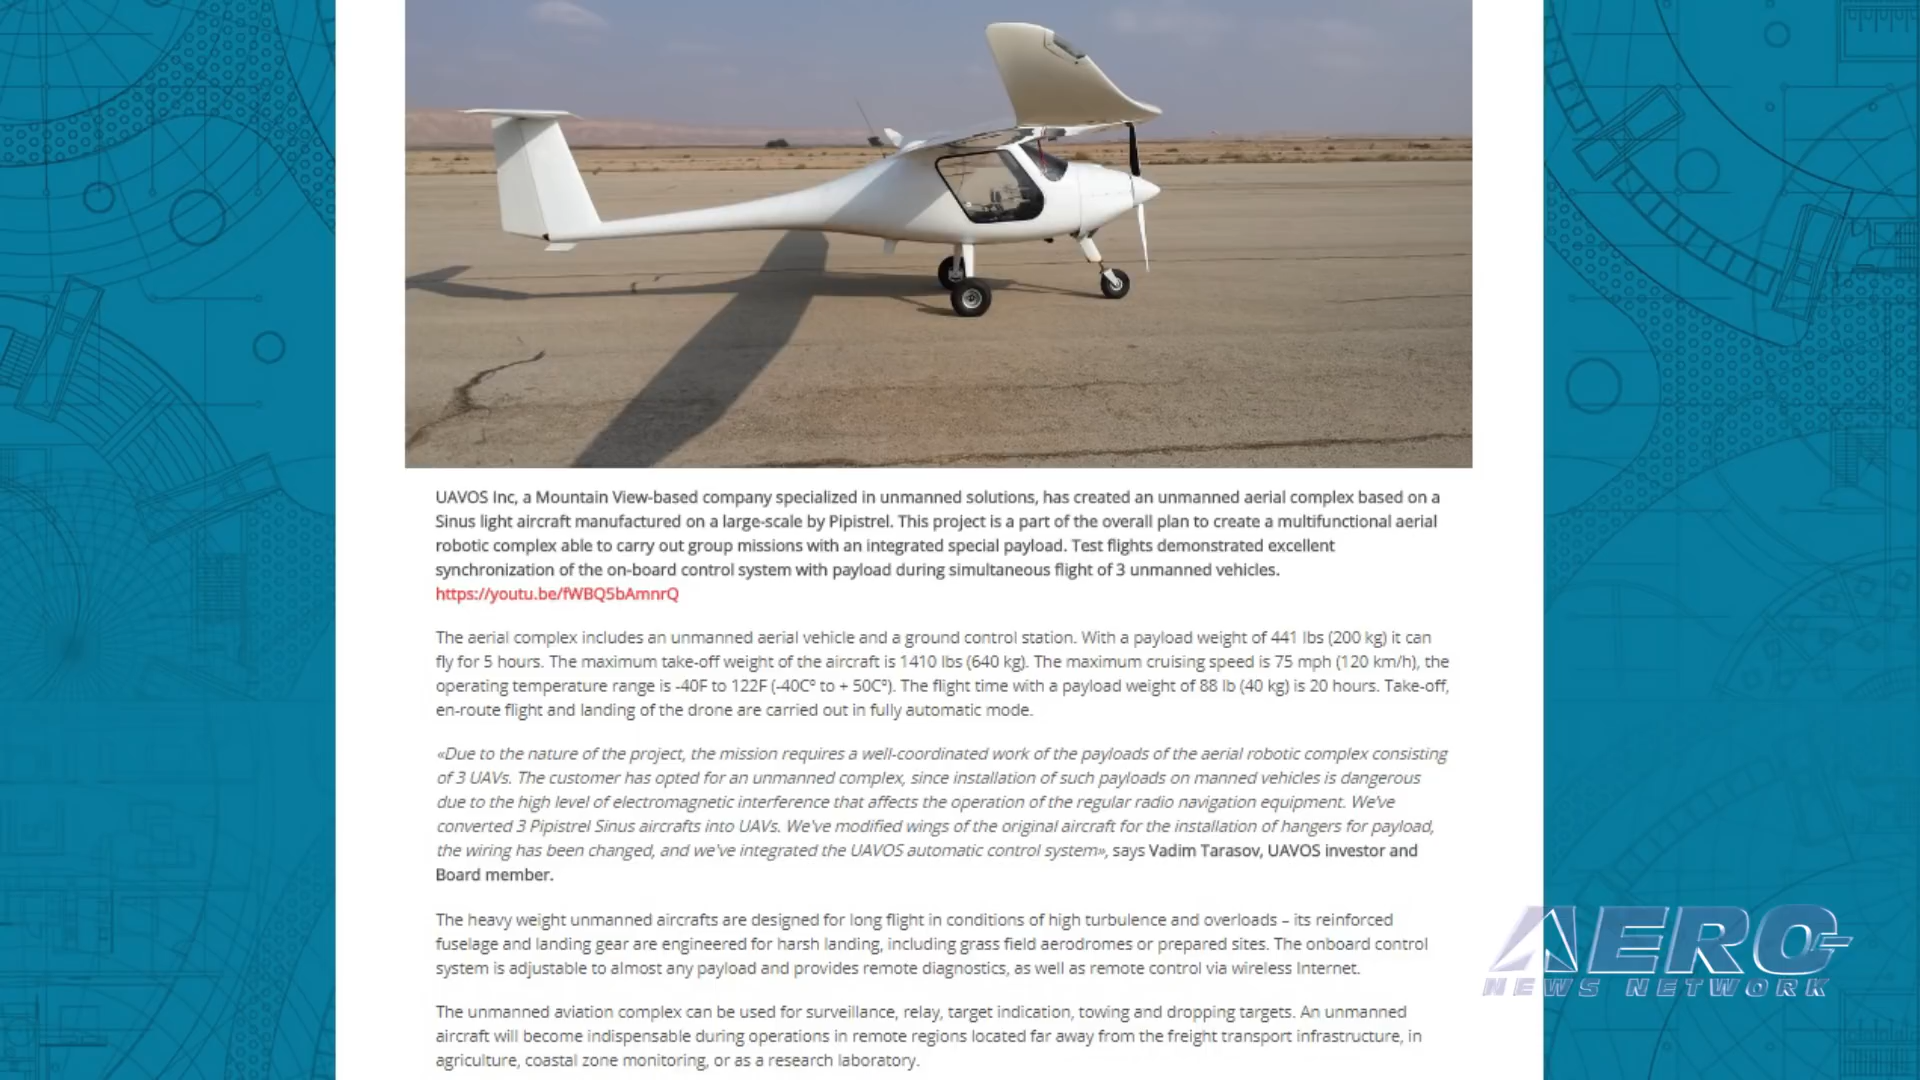 UAVOS Inc, a Mountain View-based company specialized in unmanned solutions, has created an unmanned aerial complex based on a
Sinus light aircraft manufactured on a large-scale by Pipistrel. This project is a part of the overall plan to create a multifunctional aerial
robotic complex able to carry out group missions with an integrated special payload. Test flights demonstrated excellent
synchronization of the on-board control system with payload during simultaneous flight of 3 unmanned vehicles.
https://youtu.be/fWBQ5bAmnrQ
The aerial complex includes an unmanned aerial vehicle and a ground control station. With a payload weight of 441 lbs (200 kg) it can
fly for 5 hours. The maximum take-off weight of the aircraft is 1410 lbs (640 kg). The maximum cruising speed is 75 mph (120 km/h), the
operating temperature range is -40F to 122F (-40Cº to + 50Cº). The flight time with a payload weight of 88 lb (40 kg) is 20 hours. Take-off,
en-route flight and landing of the drone are carried out in fully automatic mode.
«Due to the nature of the project, the mission requires a well-coordinated work of the payloads of the aerial robotic complex consisting
of 3 UAVs. The customer has opted for an unmanned complex, since installation of such payloads on manned vehicles is dangerous
due to the high level of electromagnetic interference that affects the operation of the regular radio navigation equipment. We've
converted 3 Pipistrel Sinus aircrafts into UAVs. We've modified wings of the original aircraft for the installation of hangers for payload,
the wiring has been changed, and we've integrated the UAVOS automatic control system», says Vadim Tarasov, UAVOS investor and
Board member.
The heavy weight unmanned aircrafts are designed for long flight in conditions of high turbulence and overloads – its reinforced
fuselage and landing gear are engineered for harsh landing, including grass field aerodromes or prepared sites. The onboard control
system is adjustable to almost any payload and provides remote diagnostics, as well as remote control via wireless Internet.
The unmanned aviation complex can be used for surveillance, relay, target indication, towing and dropping targets. An unmanned
aircraft will become indispensable during operations in remote regions located far away from the freight transport infrastructure, in
agriculture, coastal zone monitoring, or as a research laboratory.
AERO
NEWS NETWORK